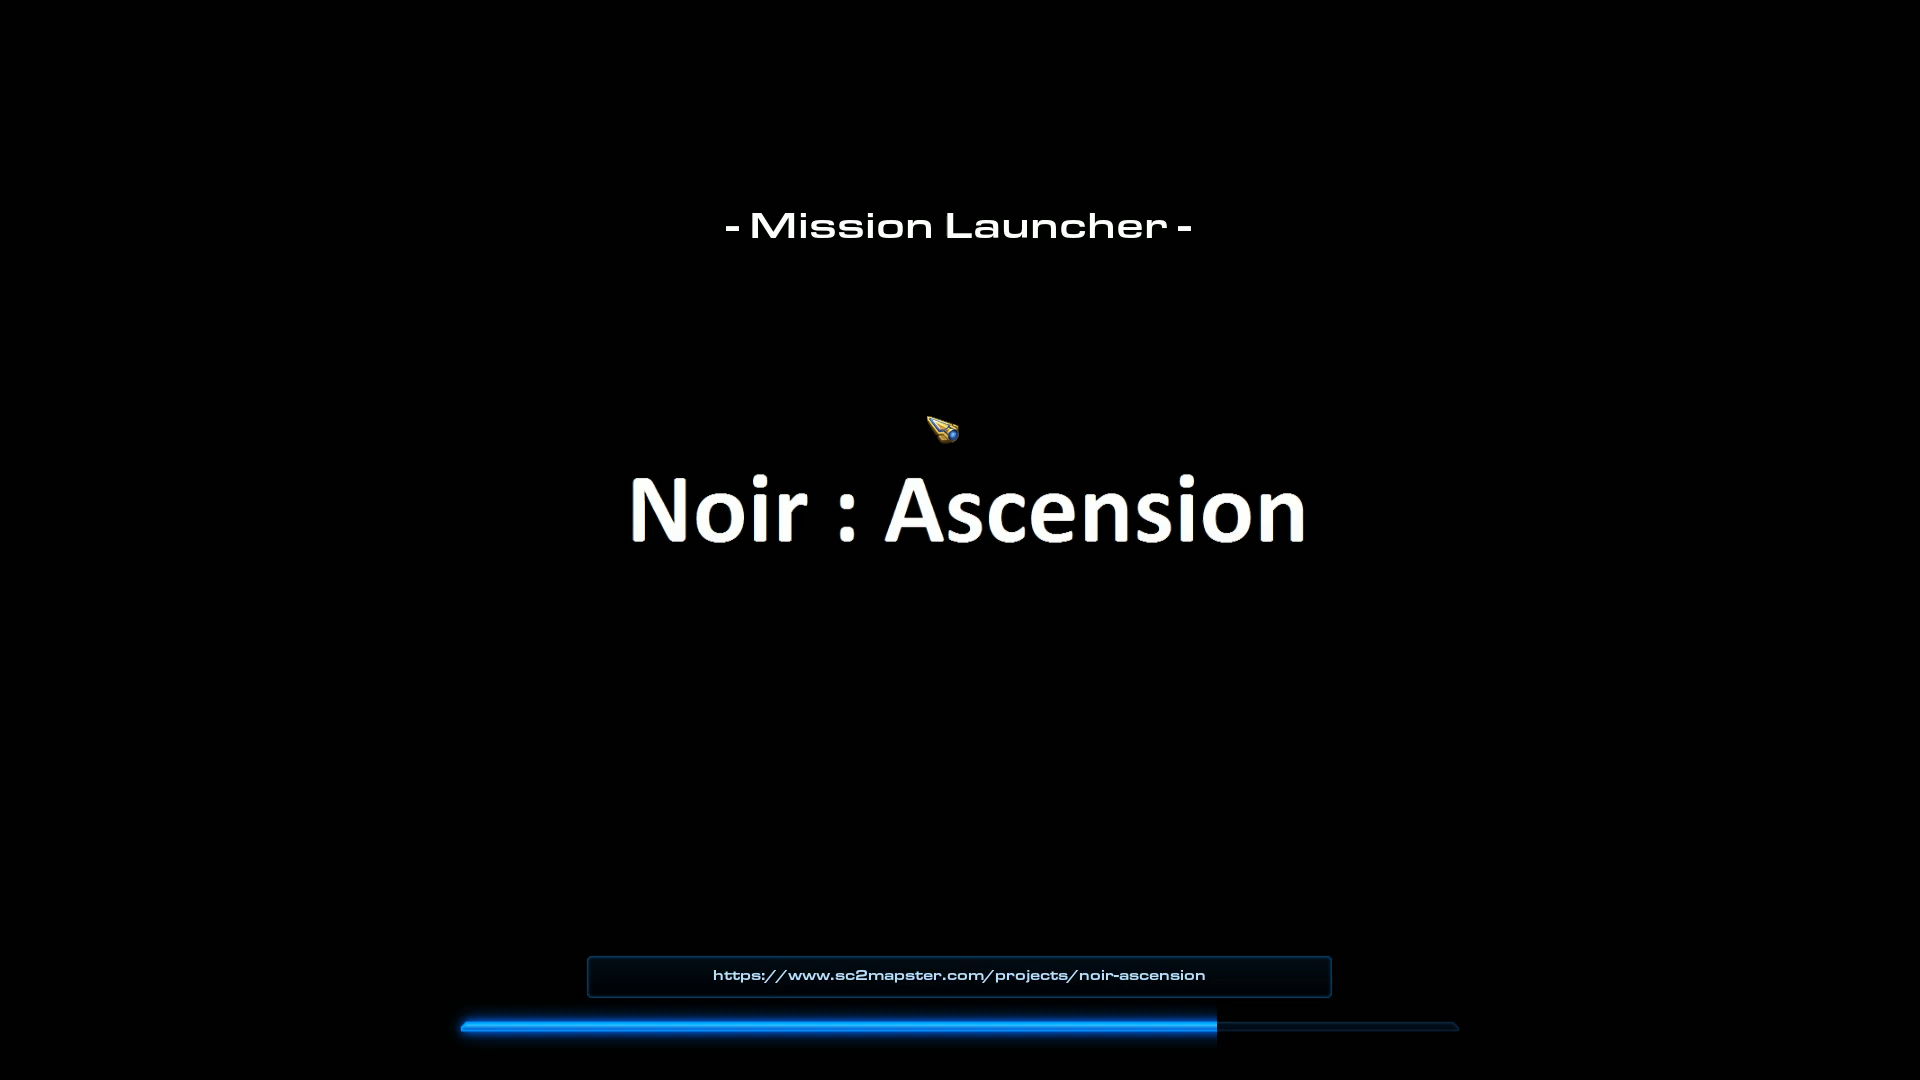 - Mission Launcher -
Noir : Ascension
https://www.sc2mapster.com/projects/noir-ascension